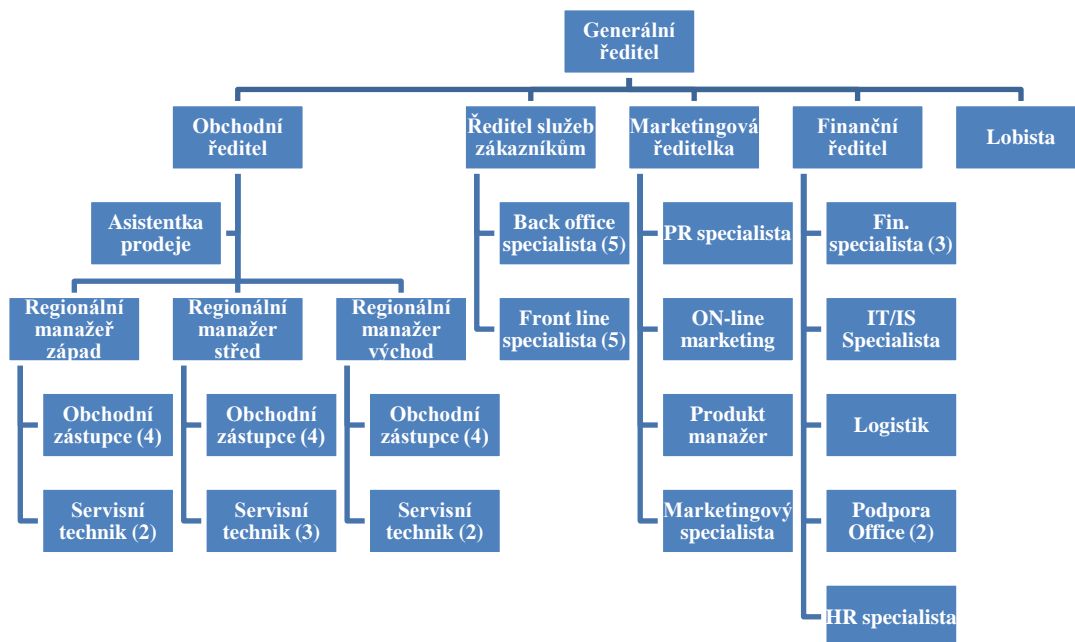 Generální
ředitel
Obchodní
ředitel
Ředitel služeb
zákazníkům
Marketingová
ředitelka
Finanční
ředitel
Lobista
Asistentka
prodeje
Back office
specialista (5)
PR specialista
Fin.
specialista (3)
Regionální
manažeř
západ
Regionální
manažer
střed
Regionální
manažer
východ
Front line
specialista (5)
ON-line
marketing
IT/IS
Specialista
Obchodní
zástupce (4)
Obchodní
zástupce (4)
Obchodní
zástupce (4)
Produkt
manažer
Logistik
Servisní
technik (2)
Servisní
technik (3)
Servisní
technik (2)
Marketingový
specialista
Podpora
Office (2)
HR specialista